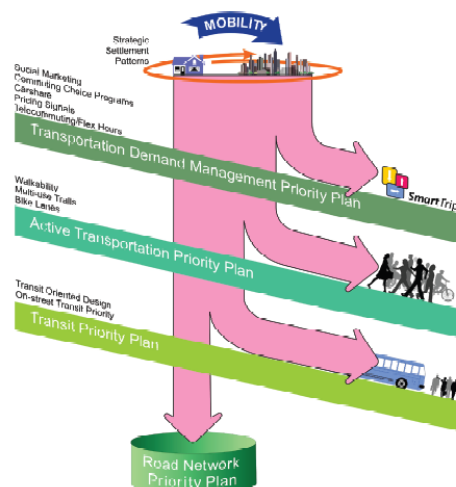 MOBILITY
Strategic
Settlement
Patterns
Social Marketing
Commuting Choice Programs
Carshare
Pricing Signals
Telecommuting/Flex Hours
Transportation Demand Management Priority Plan
SmartTrip
Walkability
Multi-use Trails
Bike Lanes
Active Transportation Priority Plan
Transit Oriented Design
On-street Transit Priority
Transit Priority Plan
Road Network
Priority Plan